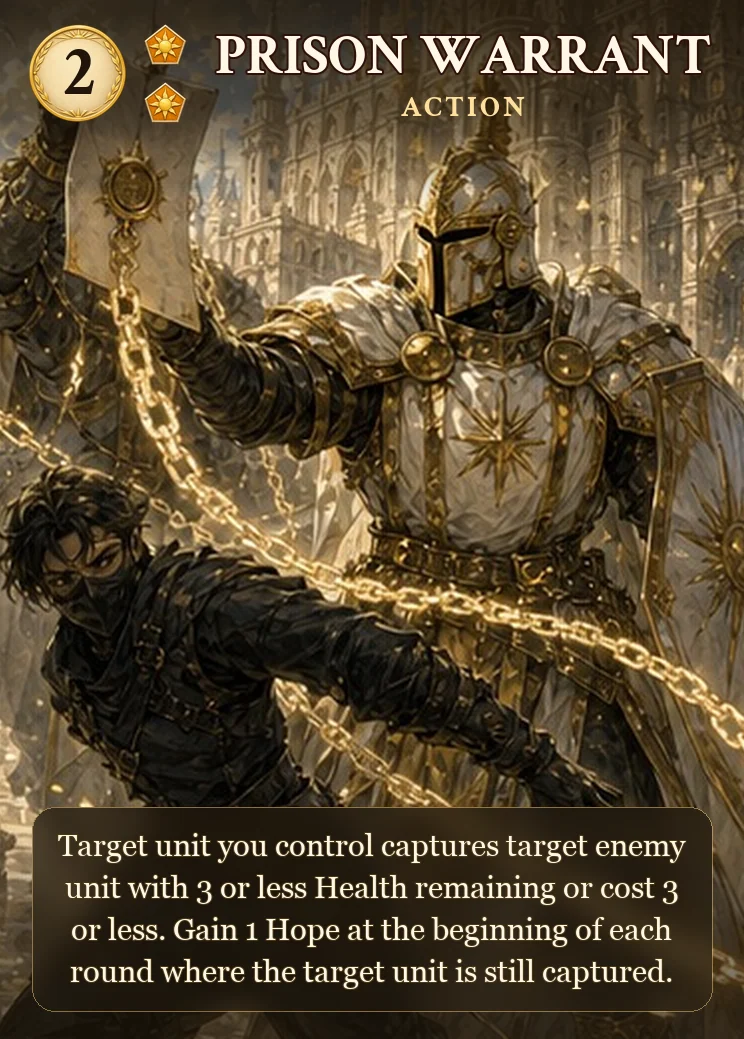 2
PRISON WARRANT
ACTION
Target unit you control captures target enemy
unit with 3 or less Health remaining or cost 3
or less. Gain 1 Hope at the beginning of each
round where the target unit is still captured.